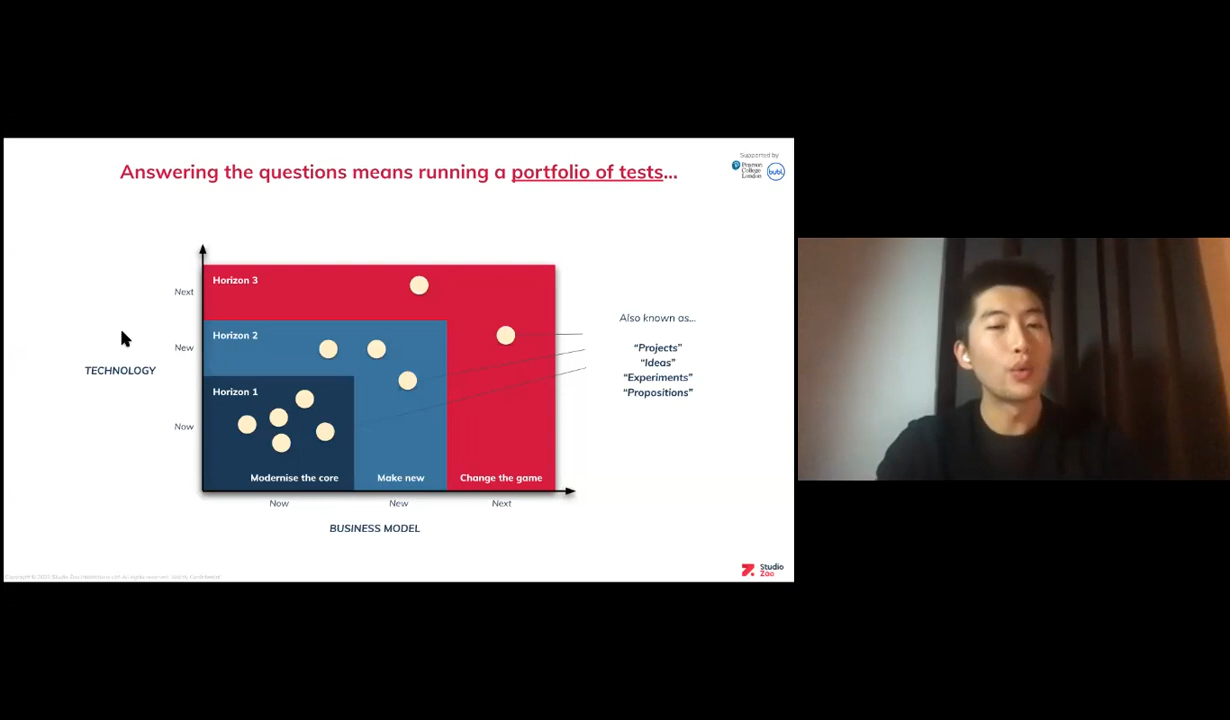 Answering the questions means running a portfolio of tests...
Supported by
Pearson
College
London
bubl
Horizon 3
Next
Also known as...
Horizon 2
New
"Projects"
"Ideas"
"Experiments"
"Propositions"
TECHNOLOGY
Horizon 1
Now
Modernise the core
Make new
Change the game
Now
New
Next
BUSINESS MODEL
Studio
Zao